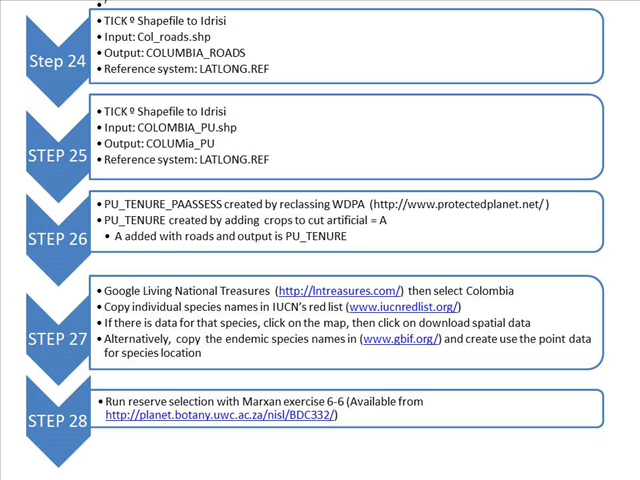 Step 24
• TICK º Shapefile to Idrisi
• Input: Col_roads.shp
• Output: COLUMBIA_ROADS
• Reference system: LATLONG.REF
STEP 25
• TICK º Shapefile to Idrisi
• Input: COLOMBIA_PU.shp
• Output: COLUMia_PU
• Reference system: LATLONG.REF
STEP 26
• PU_TENURE_PAASSESS created by reclassing WDPA (http://www.protectedplanet.net/ )
• PU_TENURE created by adding crops to cut artificial = A
• A added with roads and output is PU_TENURE
STEP 27
• Google Living National Treasures (http://lntreasures.com/) then select Colombia
• Copy individual species names in IUCN's red list (www.iucnredlist.org/)
• If there is data for that species, click on the map, then click on download spatial data
• Alternatively, copy the endemic species names in (www.gbif.org/) and create use the point data
for species location
STEP 28
• Run reserve selection with Marxan exercise 6-6 (Available from
http://planet.botany.uwc.ac.za/nisl/BDC332/)